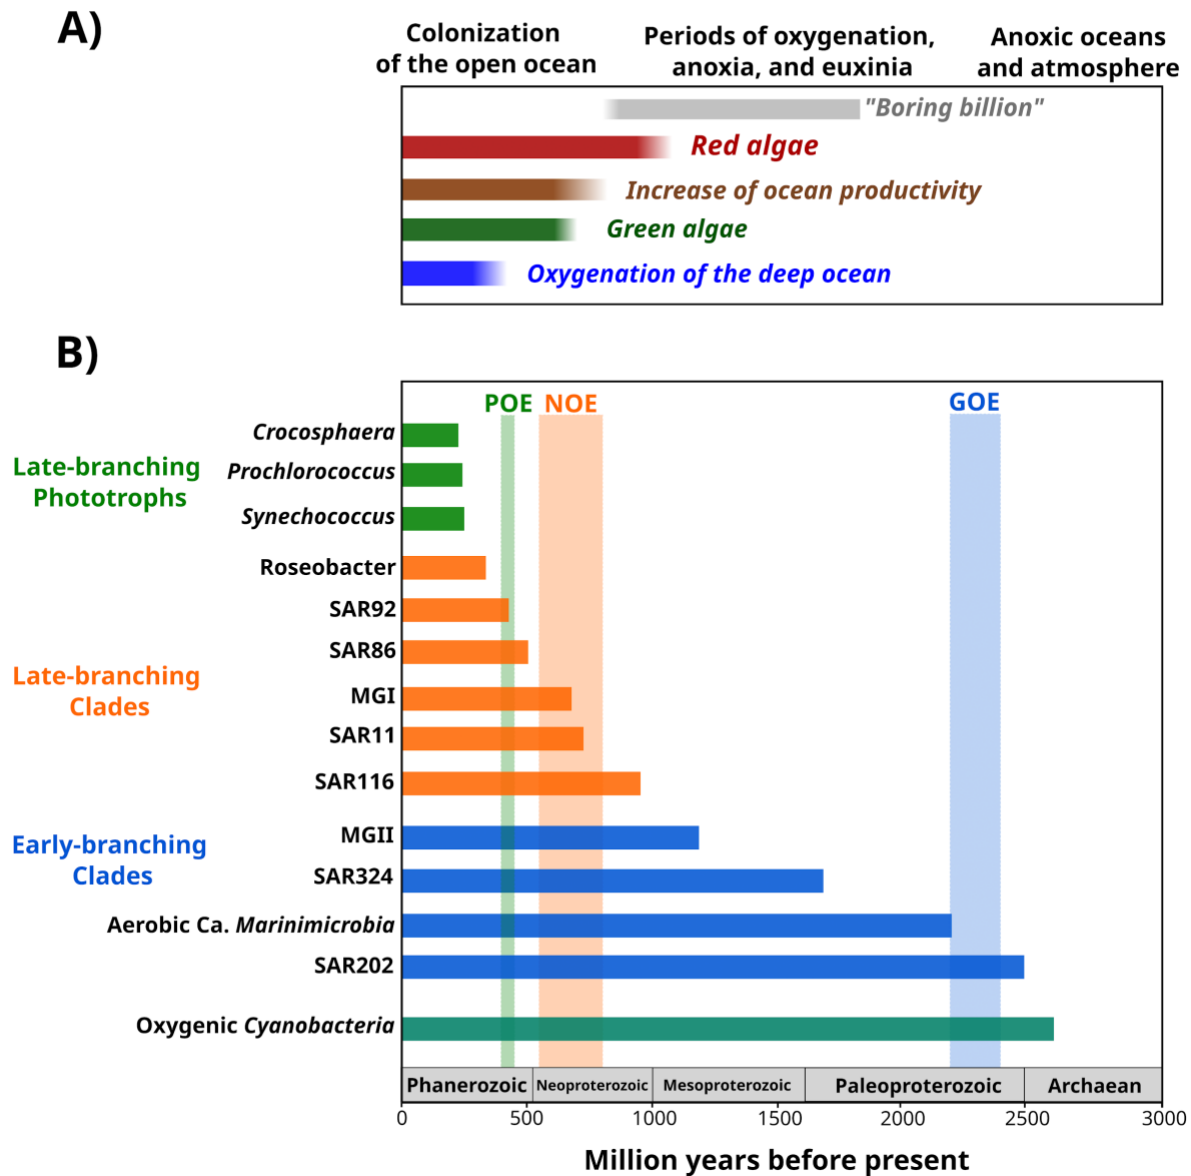 A)
Colonization
of the open ocean
Periods of oxygenation,
anoxia, and euxinia
Anoxic oceans
and atmosphere
"Boring billion"
Red algae
Increase of ocean productivity
Green algae
Oxygenation of the deep ocean
B)
POE NOE GOE
Late-branching
Phototrophs
Crocosphaera
Prochlorococcus
Synechococcus
Late-branching
Clades
Roseobacter
SAR92
SAR86
MGI
SAR11
SAR116
Early-branching
Clades
MGII
SAR324
Aerobic Ca. Marinimicrobia
SAR202
Oxygenic Cyanobacteria
Phanerozoic Neoproterozoic Mesoproterozoic Paleoproterozoic Archaean
0 500 1000 1500 2000 2500 3000
Million years before present